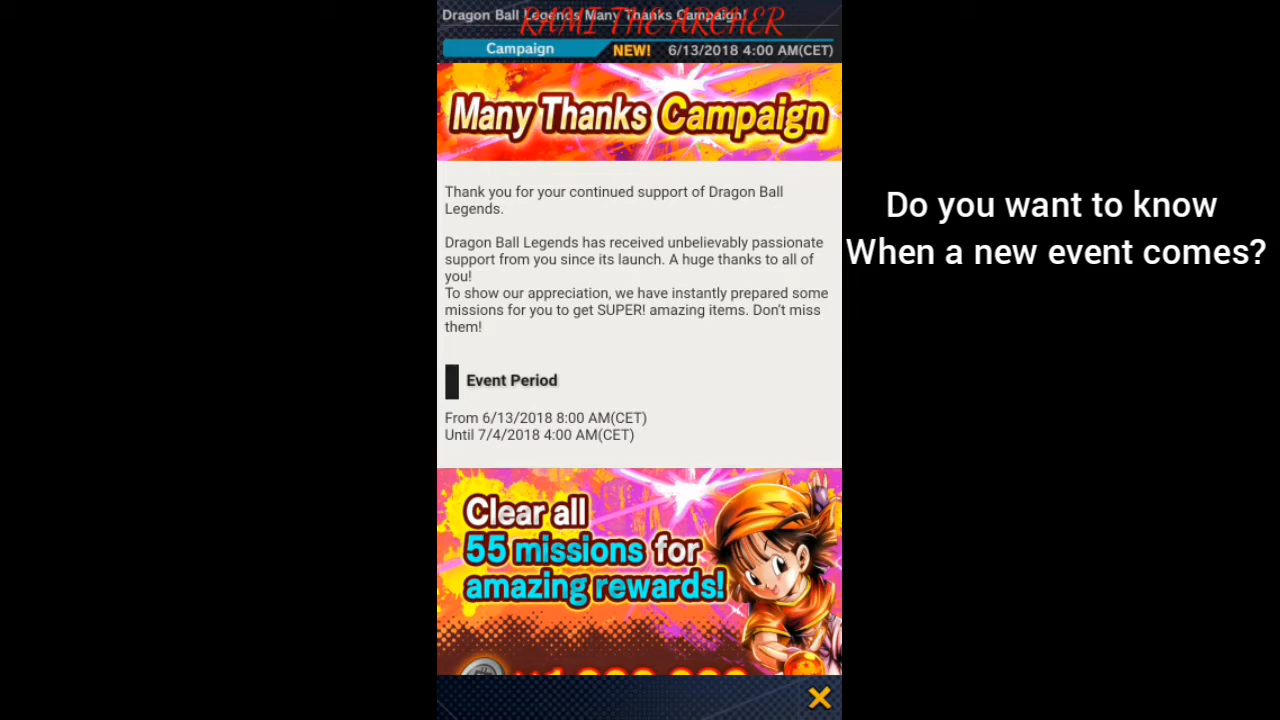 Dragon Ball Legends Many Thanks Campaign!
RAMI THE ARCHER
Campaign NEW! 6/13/2018 4:00 AM(CET)
Many Thanks Campaign
Do you want to know
When a new event comes?
Thank you for your continued support of Dragon Ball
Legends.
Dragon Ball Legends has received unbelievably passionate
support from you since its launch. A huge thanks to all of
you!
To show our appreciation, we have instantly prepared some
missions for you to get SUPER! amazing items. Don't miss
them!
Event Period
From 6/13/2018 8:00 AM(CET)
Until 7/4/2018 4:00 AM(CET)
Clear all
55 missions for
amazing rewards!